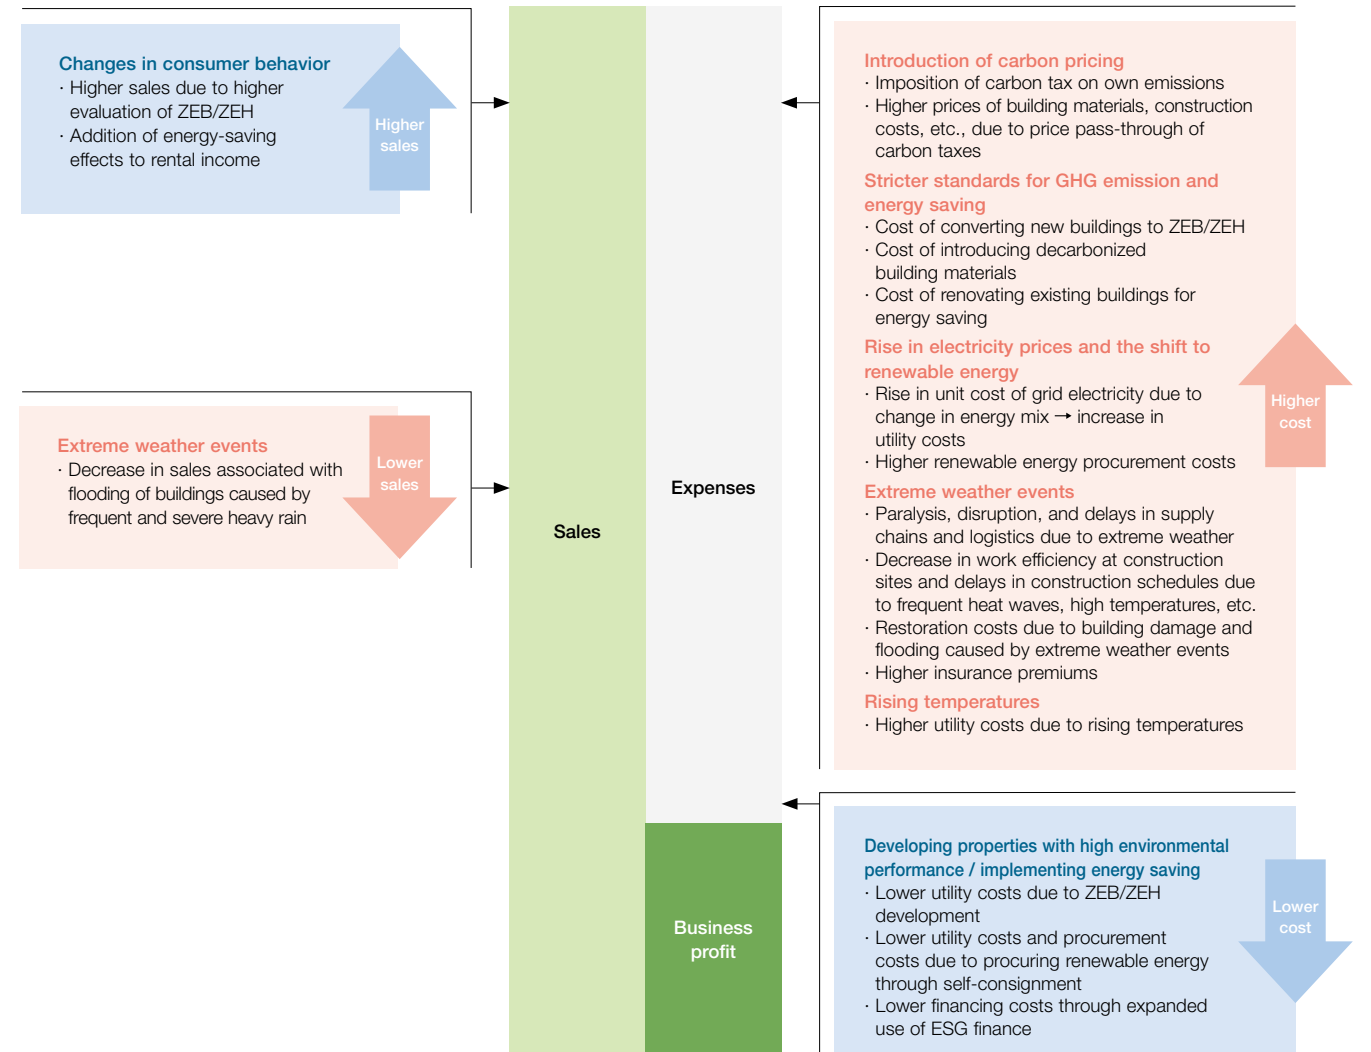 Changes in consumer behavior
· Higher sales due to higher
evaluation of ZEB/ZEH
· Addition of energy-saving
effects to rental income
Higher
sales
Extreme weather events
· Decrease in sales associated with
flooding of buildings caused by
frequent and severe heavy rain
Lower
sales
Sales
Expenses
Business
profit
Introduction of carbon pricing
· Imposition of carbon tax on own emissions
· Higher prices of building materials, construction
costs, etc., due to price pass-through of
carbon taxes
Stricter standards for GHG emission and
energy saving
· Cost of converting new buildings to ZEB/ZEH
· Cost of introducing decarbonized
building materials
· Cost of renovating existing buildings for
energy saving
Rise in electricity prices and the shift to
renewable energy
· Rise in unit cost of grid electricity due to
change in energy mix → increase in
utility costs
· Higher renewable energy procurement costs
Extreme weather events
· Paralysis, disruption, and delays in supply
chains and logistics due to extreme weather
· Decrease in work efficiency at construction
sites and delays in construction schedules due
to frequent heat waves, high temperatures, etc.
· Restoration costs due to building damage and
flooding caused by extreme weather events
· Higher insurance premiums
Rising temperatures
· Higher utility costs due to rising temperatures
Higher
cost
Developing properties with high environmental
performance / implementing energy saving
· Lower utility costs due to ZEB/ZEH
development
· Lower utility costs and procurement
costs due to procuring renewable energy
through self-consignment
· Lower financing costs through expanded
use of ESG finance
Lower
cost